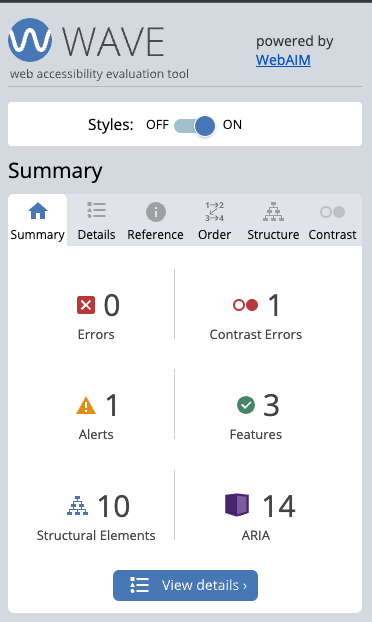 WAVE
web accessibility evaluation tool
powered by
WebAIM
Styles: OFF ON
Summary
Summary Details Reference Order Structure Contrast
1→2
3→4
0 1
Errors Contrast Errors
1 3
Alerts Features
10 14
Structural Elements ARIA
View details ›